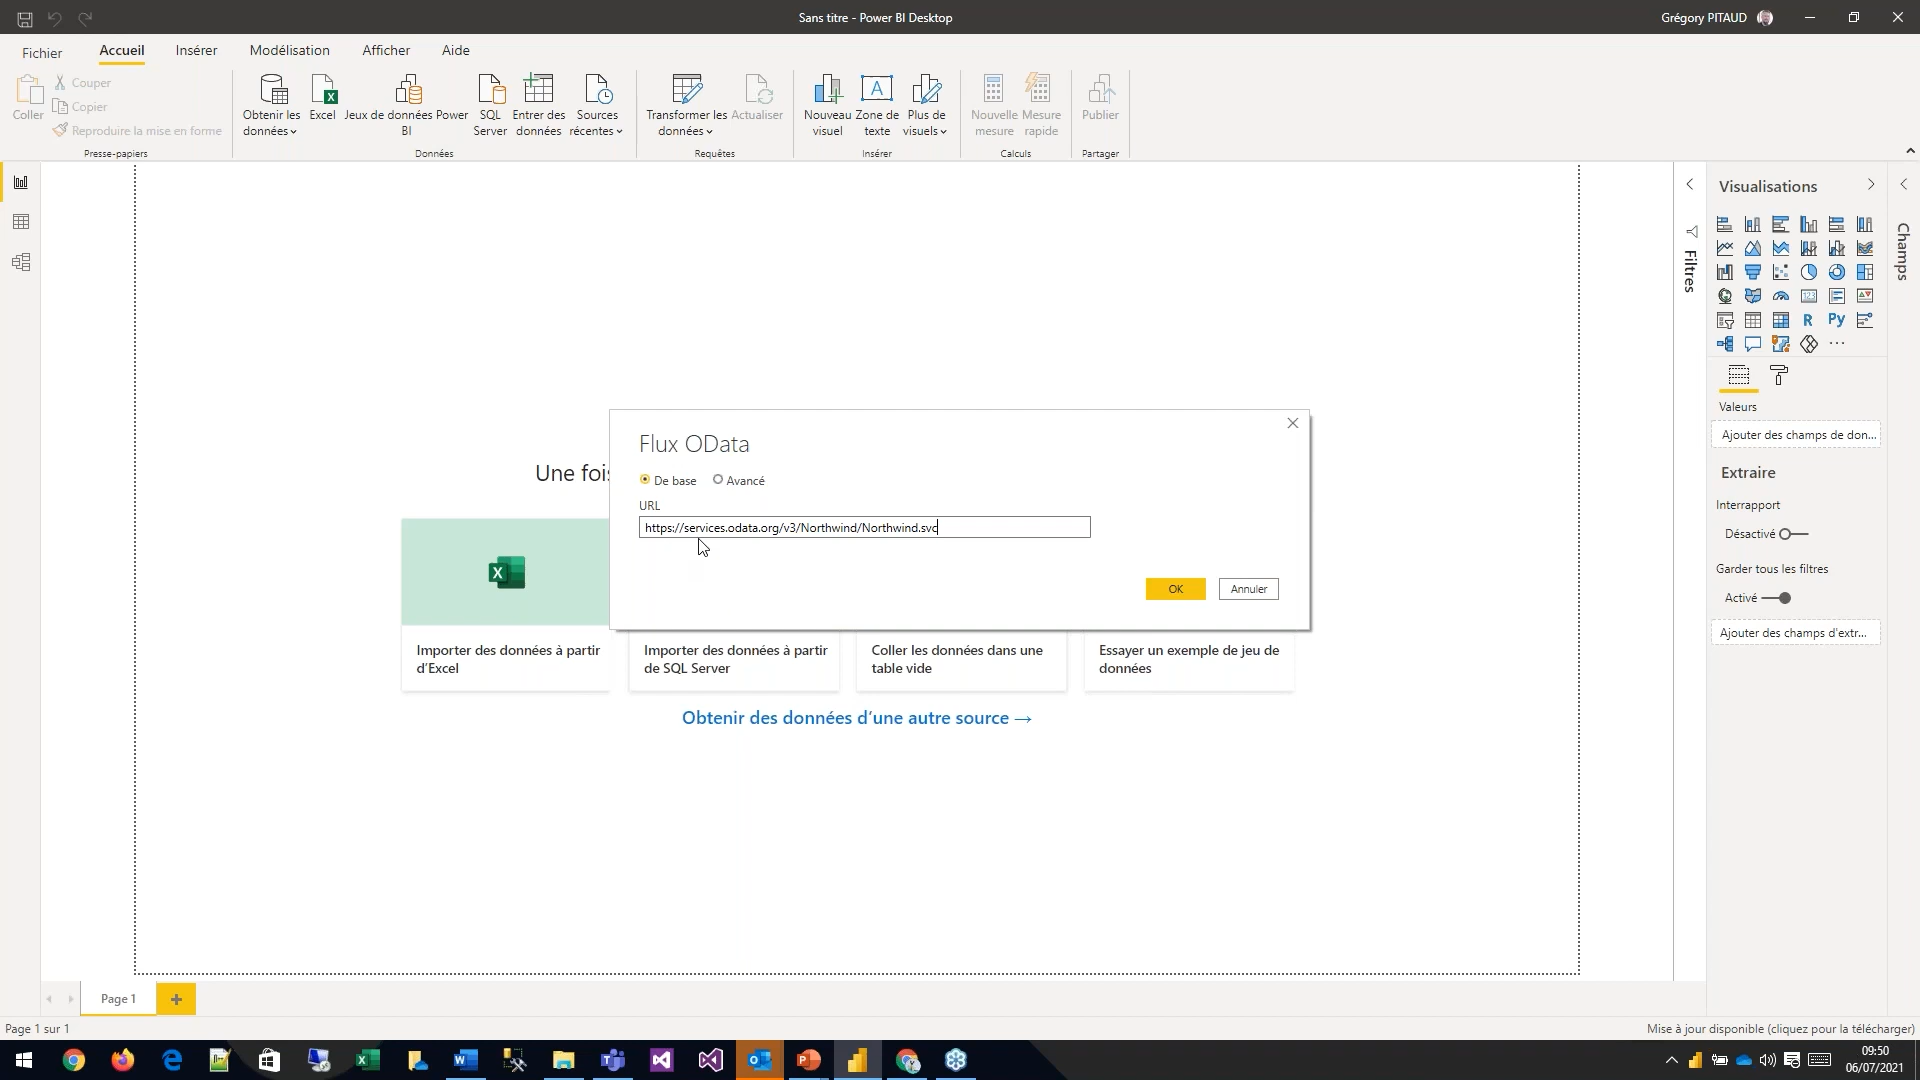 Sans titre - Power BI Desktop
Grégory PITAUD
Fichier
Accueil
Insérer
Modélisation
Afficher
Aide
Coller
Couper
Copier
Reproduire la mise en forme
Presse-papiers
Obtenir les
données
Excel
Jeux de données Power
BI
SQL
Server
Entrer des
données
Sources
récentes
Données
Transformer les
données
Actualiser
Requêtes
Nouveau
visuel
Zone de
texte
Plus de
visuels
Insérer
Nouvelle
mesure
Mesure
rapide
Calculs
Publier
Partager
Filtres
Visualisations
Champs
R
Py
Valeurs
Ajouter des champs de don...
Extraire
Interrapport
Désactivé
Garder tous les filtres
Activé
Ajouter des champs d'extr...
Une fois
Flux OData
De base
Avancé
URL
https://services.odata.org/v3/Northwind/Northwind.svc
OK
Annuler
Importer des données à partir
d’Excel
Importer des données à partir
de SQL Server
Coller les données dans une
table vide
Essayer un exemple de jeu de
données
Obtenir des données d’une autre source →
Page 1
Page 1 sur 1
Mise à jour disponible (cliquez pour la télécharger)
09:50
06/07/2021